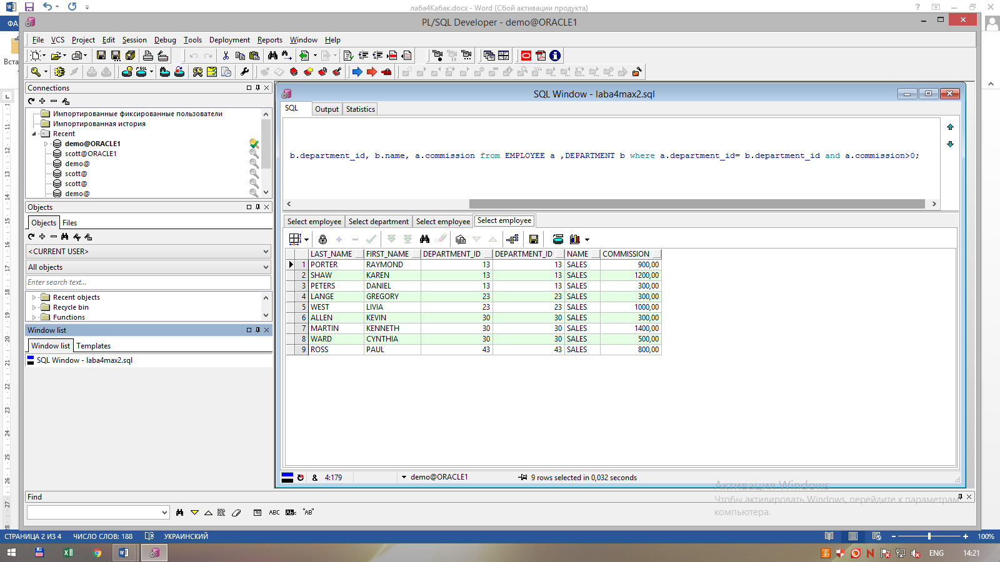 лаба4Кабак.docx - Word (Сбой активации продукта)
ФА
Вста
PL/SQL Developer - demo@ORACLE1
File VCS Project Edit Session Debug Tools Deployment Reports Window Help
Connections
Импортированные фиксированные пользователи
Импортированная история
Recent
demo@ORACLE1
scott@ORACLE1
demo@
scott@
scott@
demo@
Objects
Objects Files
<CURRENT USER>
All objects
Enter search text...
Recent objects
Recycle bin
Functions
Window list
Window list Templates
SQL Window - laba4max2.sql
SQL Window - laba4max2.sql
SQL Output Statistics
b.department_id, b.name, a.commission from EMPLOYEE a ,DEPARTMENT b where a.department_id= b.department_id and a.commission>0;
Select employee Select department Select employee Select employee
LAST_NAME FIRST_NAME DEPARTMENT_ID DEPARTMENT_ID NAME COMMISSION
1 PORTER RAYMOND 13 13 SALES 900,00
2 SHAW KAREN 13 13 SALES 1200,00
3 PETERS DANIEL 13 13 SALES 300,00
4 LANGE GREGORY 23 23 SALES 300,00
5 WEST LIVIA 23 23 SALES 1000,00
6 ALLEN KEVIN 30 30 SALES 300,00
7 MARTIN KENNETH 30 30 SALES 1400,00
8 WARD CYNTHIA 30 30 SALES 500,00
9 ROSS PAUL 43 43 SALES 800,00
& 4:179 demo@ORACLE1 9 rows selected in 0,032 seconds
Активация Windows
Чтобы активировать Windows, перейдите к параметрам
компьютера.
Find
ABC "AB"
СТРАНИЦА 2 ИЗ 4 ЧИСЛО СЛОВ: 188 УКРАИНСКИЙ 100%
ENG 14:21